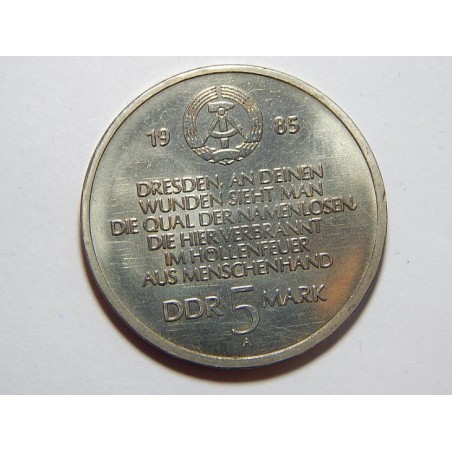 19 85
DRESDEN, AN DEINEN
WUNDEN SIEHT MAN
DIE QUAL DER NAMENLOSEN,
DIE HIER VERBRANNT
IM HÖLLENFEUER
AUS MENSCHENHAND
DDR 5 MARK
A